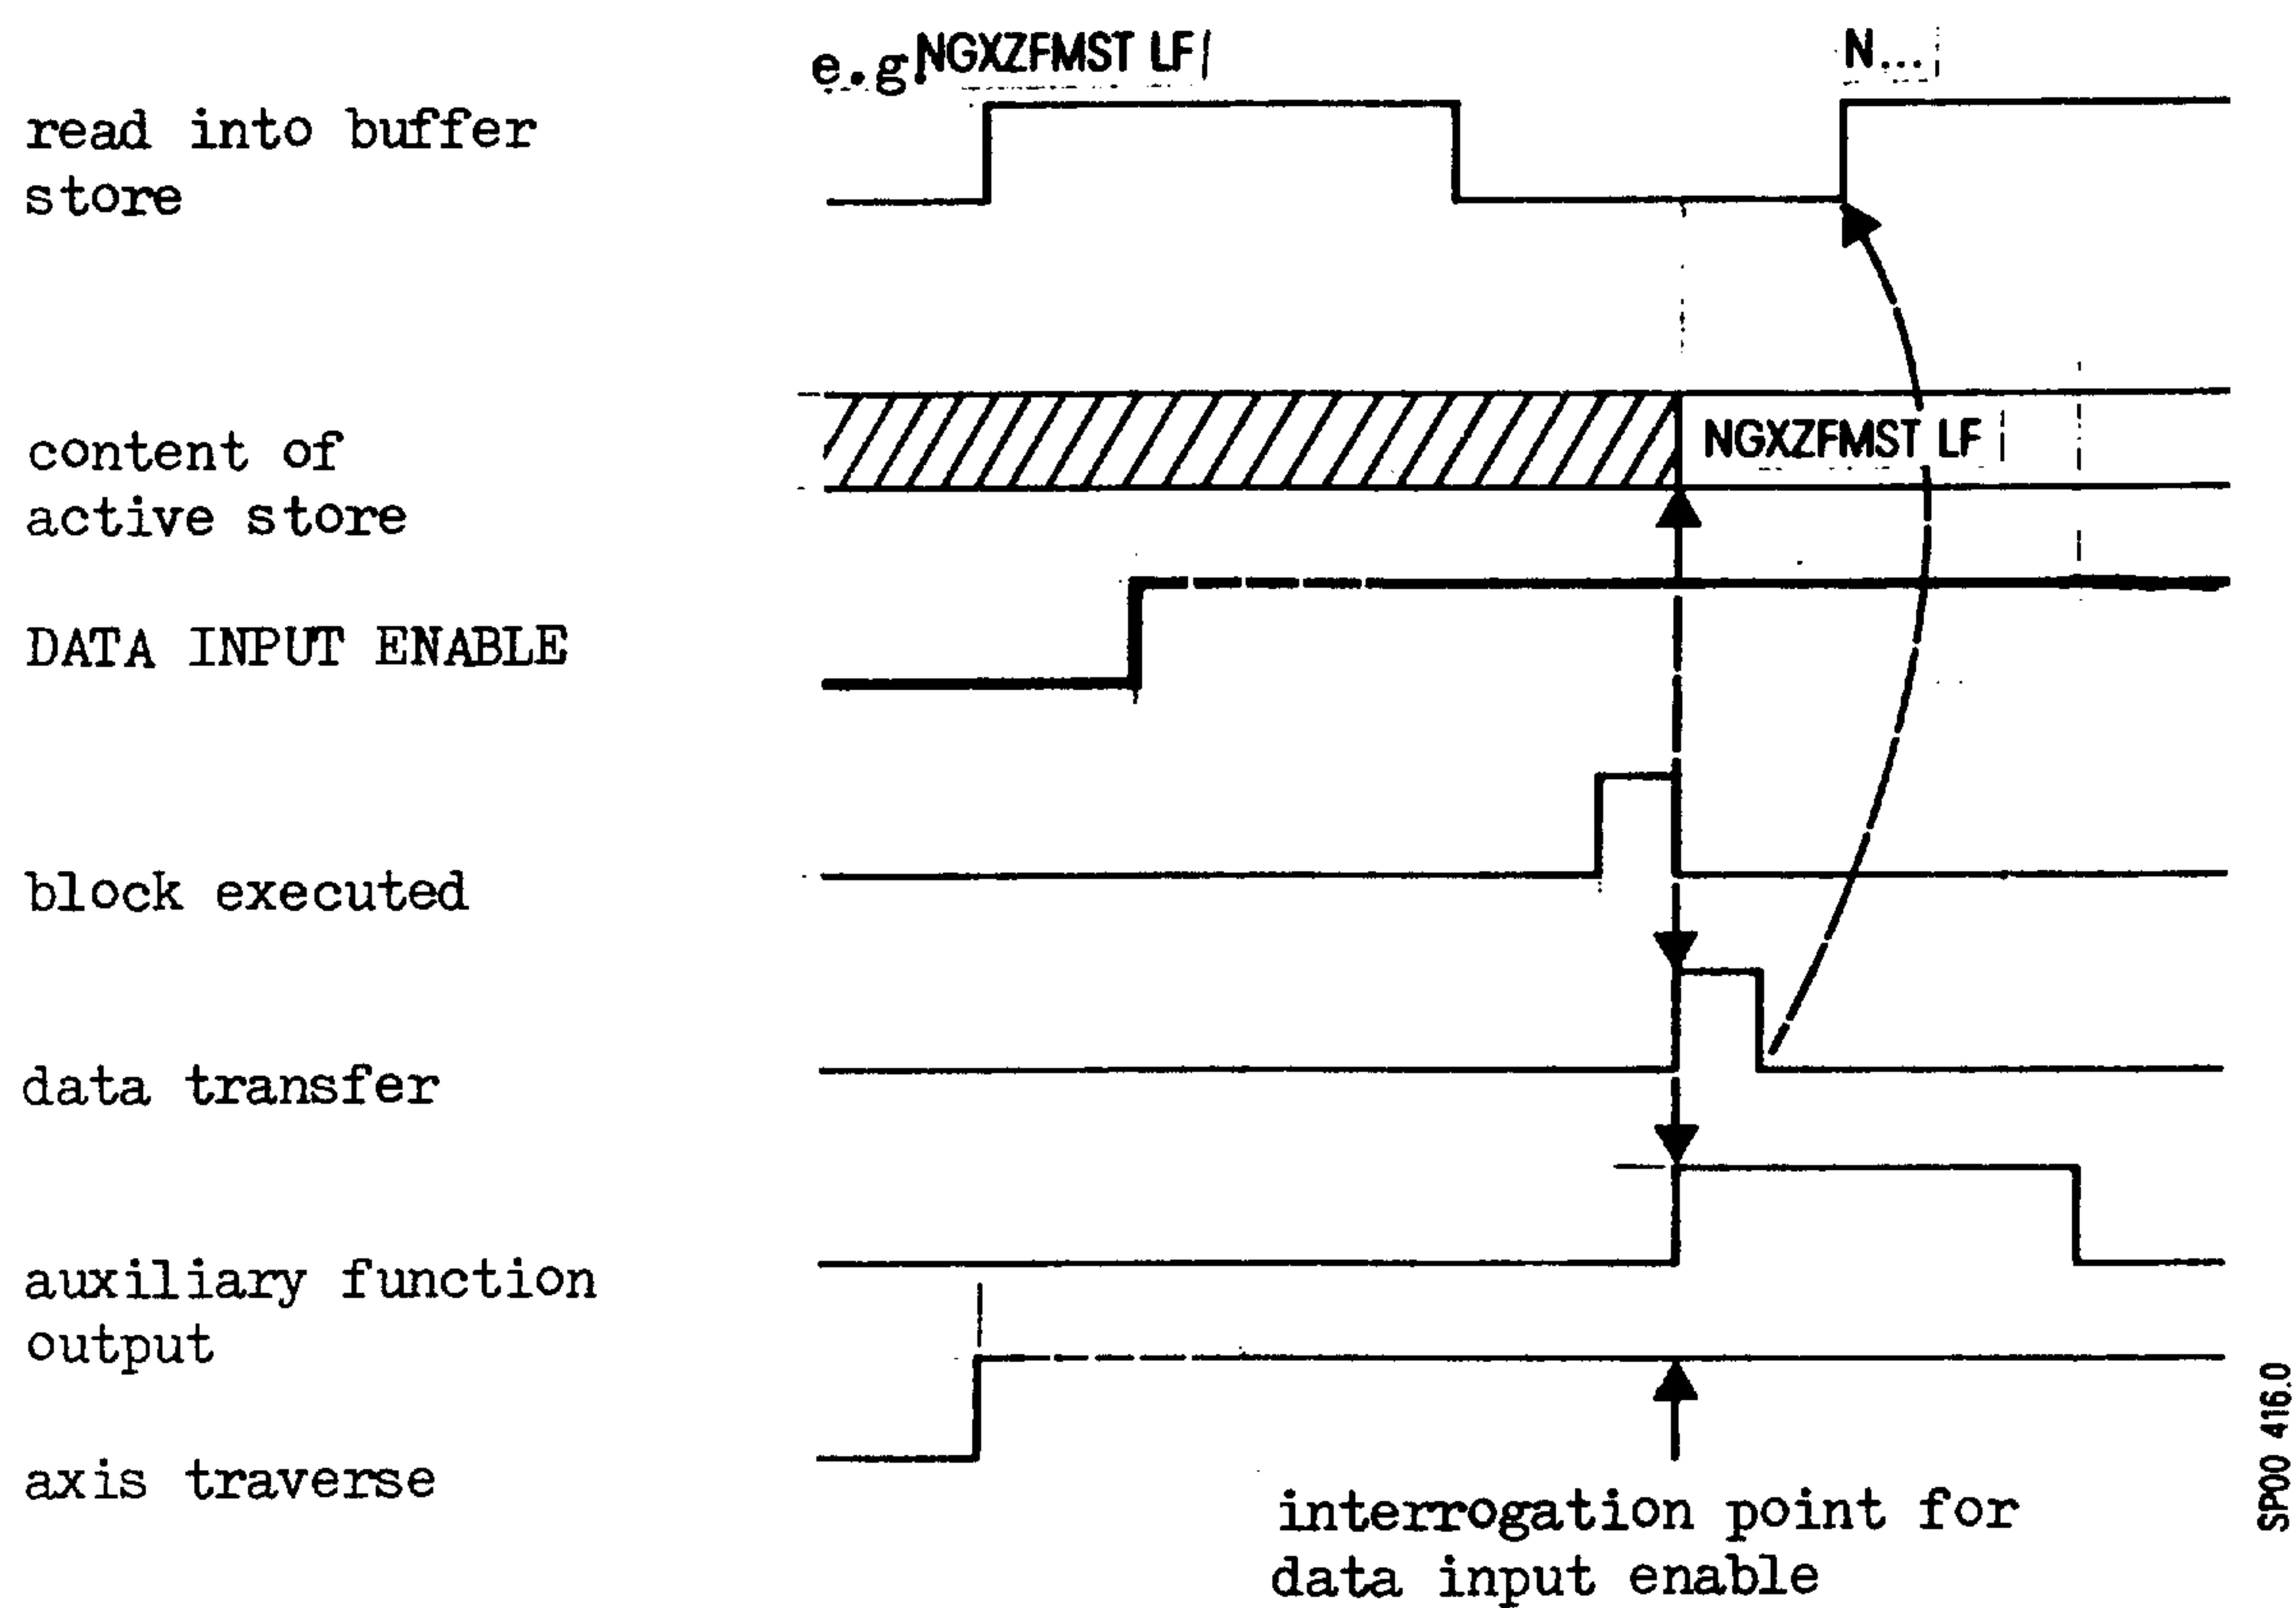 e.g. NGXZFMST LF
N...
read into buffer
store
content of
active store
NGXZFMST LF
DATA INPUT ENABLE
block executed
data transfer
auxiliary function
output
axis traverse
interrogation point for
data input enable
SP00 416.0